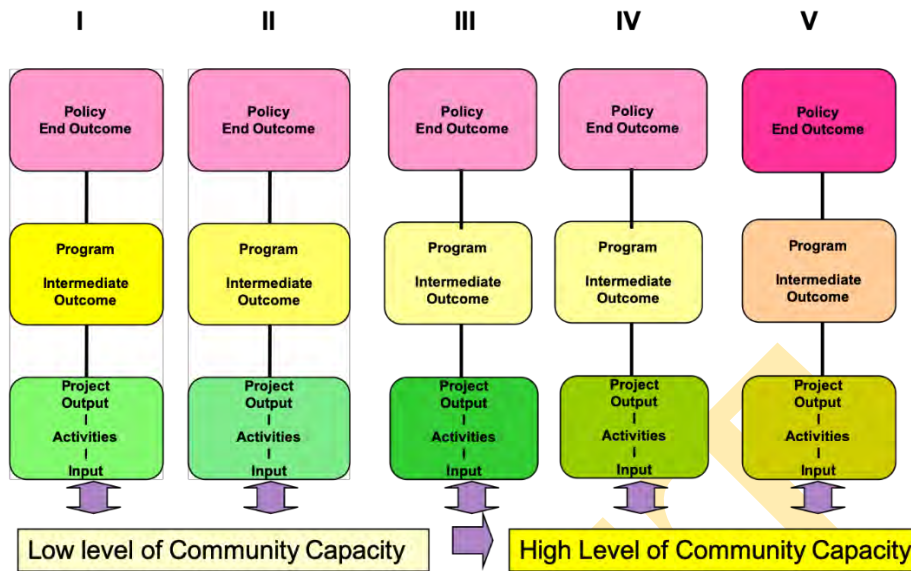 I II III IV V
Policy
End Outcome
Policy
End Outcome
Policy
End Outcome
Policy
End Outcome
Policy
End Outcome
Program
Intermediate
Outcome
Program
Intermediate
Outcome
Program
Intermediate
Outcome
Program
Intermediate
Outcome
Program
Intermediate
Outcome
Project
Output
I
Activities
I
Input
Project
Output
I
Activities
I
Input
Project
Output
I
Activities
I
Input
Project
Output
I
Activities
I
Input
Project
Output
I
Activities
I
Input
Low level of Community Capacity
High Level of Community Capacity